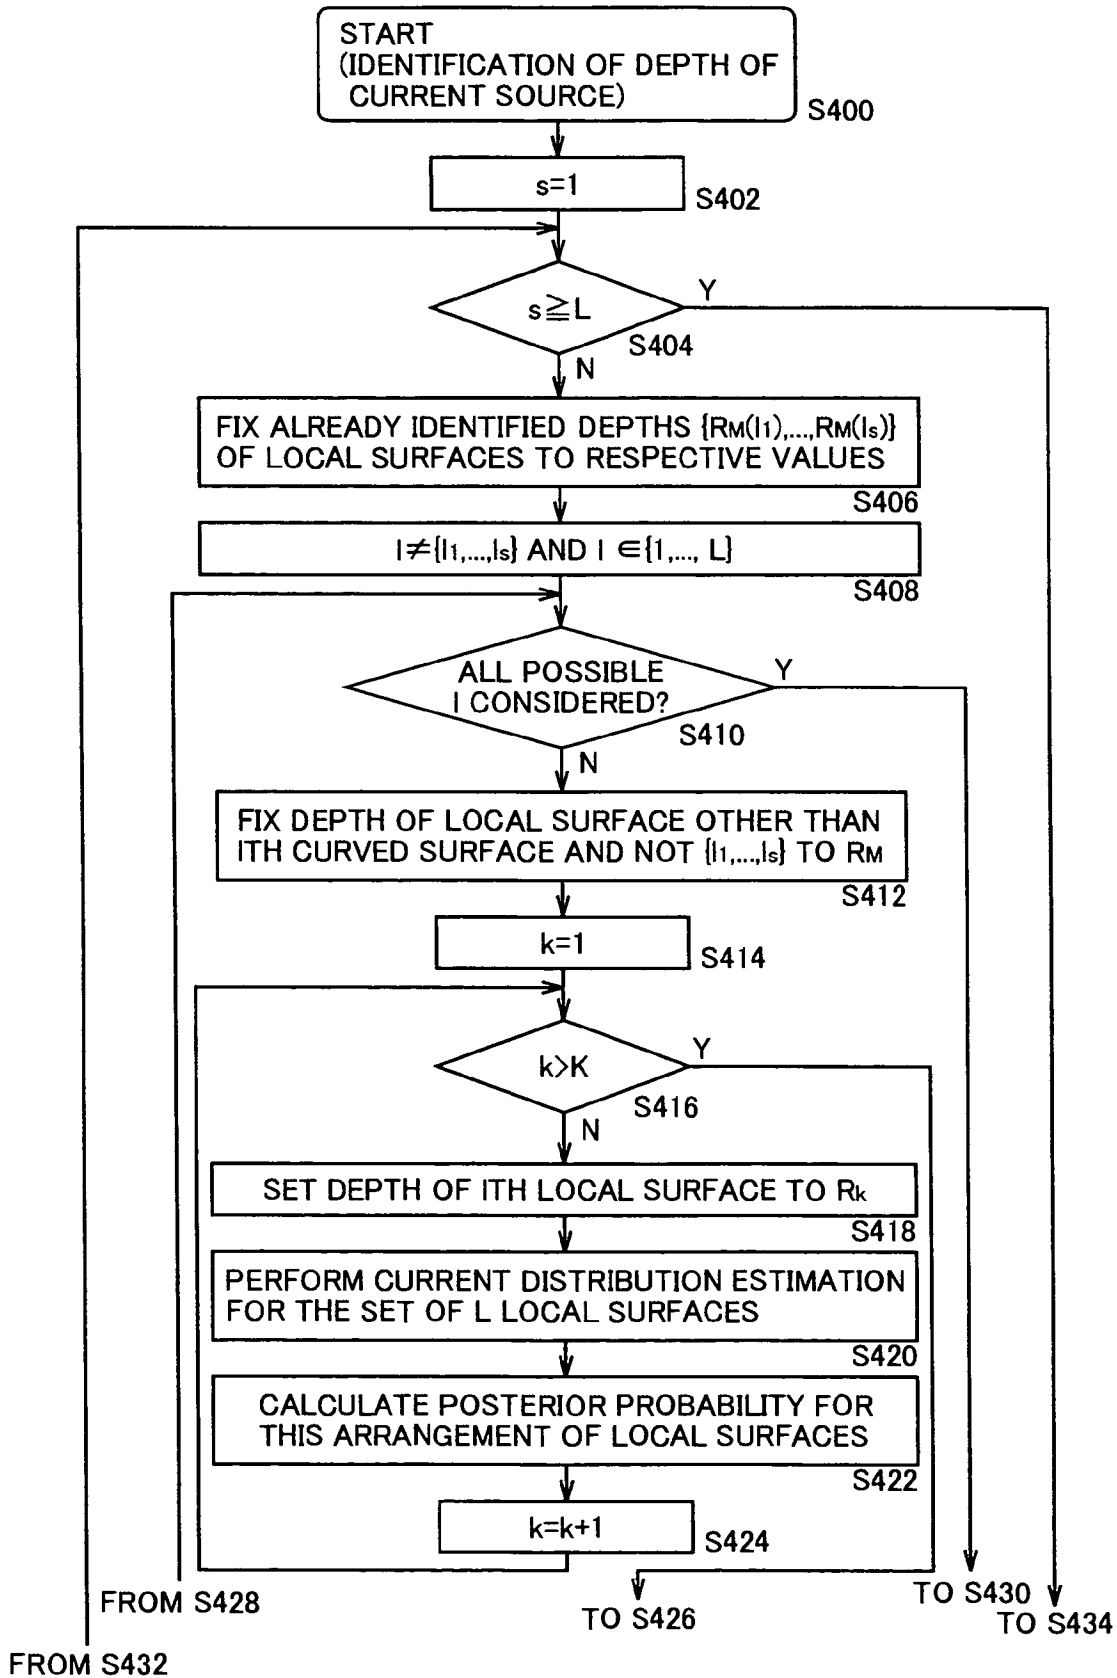 START
(IDENTIFICATION OF DEPTH OF
CURRENT SOURCE)
S400
s=1
S402
s≧L
Y
S404
N
FIX ALREADY IDENTIFIED DEPTHS {RM(l1),...,RM(ls)}
OF LOCAL SURFACES TO RESPECTIVE VALUES
S406
l≠{l1,...,ls} AND l ∈{1,..., L}
S408
ALL POSSIBLE
l CONSIDERED?
Y
S410
N
FIX DEPTH OF LOCAL SURFACE OTHER THAN
lTH CURVED SURFACE AND NOT {l1,...,ls} TO RM
S412
k=1
S414
k>K
Y
S416
N
SET DEPTH OF lTH LOCAL SURFACE TO Rk
S418
PERFORM CURRENT DISTRIBUTION ESTIMATION
FOR THE SET OF L LOCAL SURFACES
S420
CALCULATE POSTERIOR PROBABILITY FOR
THIS ARRANGEMENT OF LOCAL SURFACES
S422
k=k+1
S424
FROM S428
TO S426
TO S430
TO S434
FROM S432